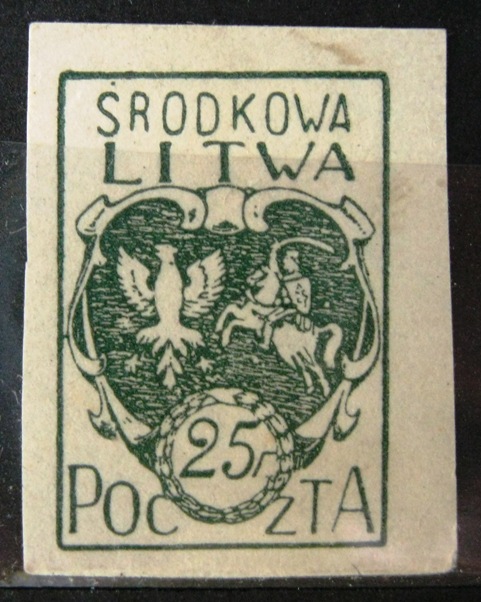 ŚRODKOWA
LITWA
25 F
POCZTA